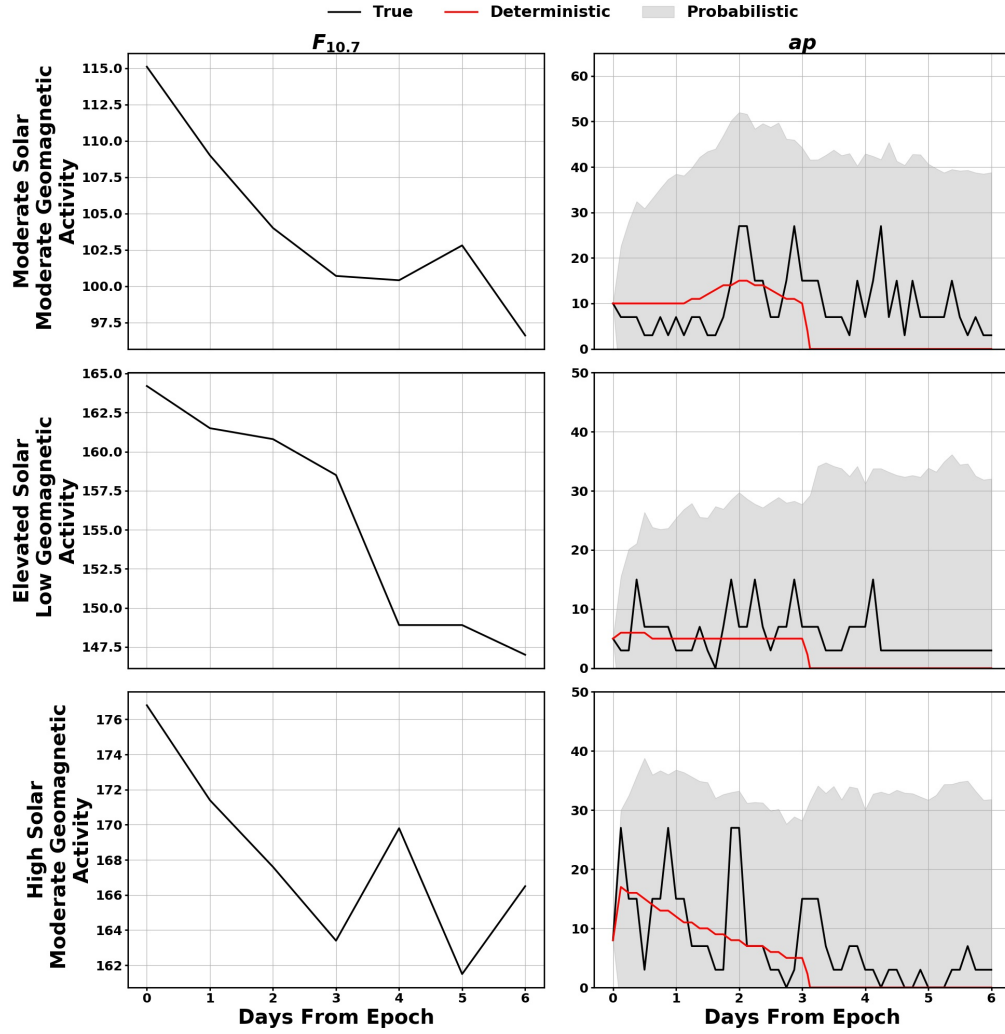 True Deterministic Probabilistic
F10.7 ap
Moderate Solar
Moderate Geomagnetic
Activity
115.0
112.5
110.0
107.5
105.0
102.5
100.0
97.5
60
50
40
30
20
10
0
Elevated Solar
Low Geomagnetic
Activity
165.0
162.5
160.0
157.5
155.0
152.5
150.0
147.5
50
40
30
20
10
0
High Solar
Moderate Geomagnetic
Activity
176
174
172
170
168
166
164
162
50
40
30
20
10
0
0 1 2 3 4 5 6
0 1 2 3 4 5 6
Days From Epoch
Days From Epoch